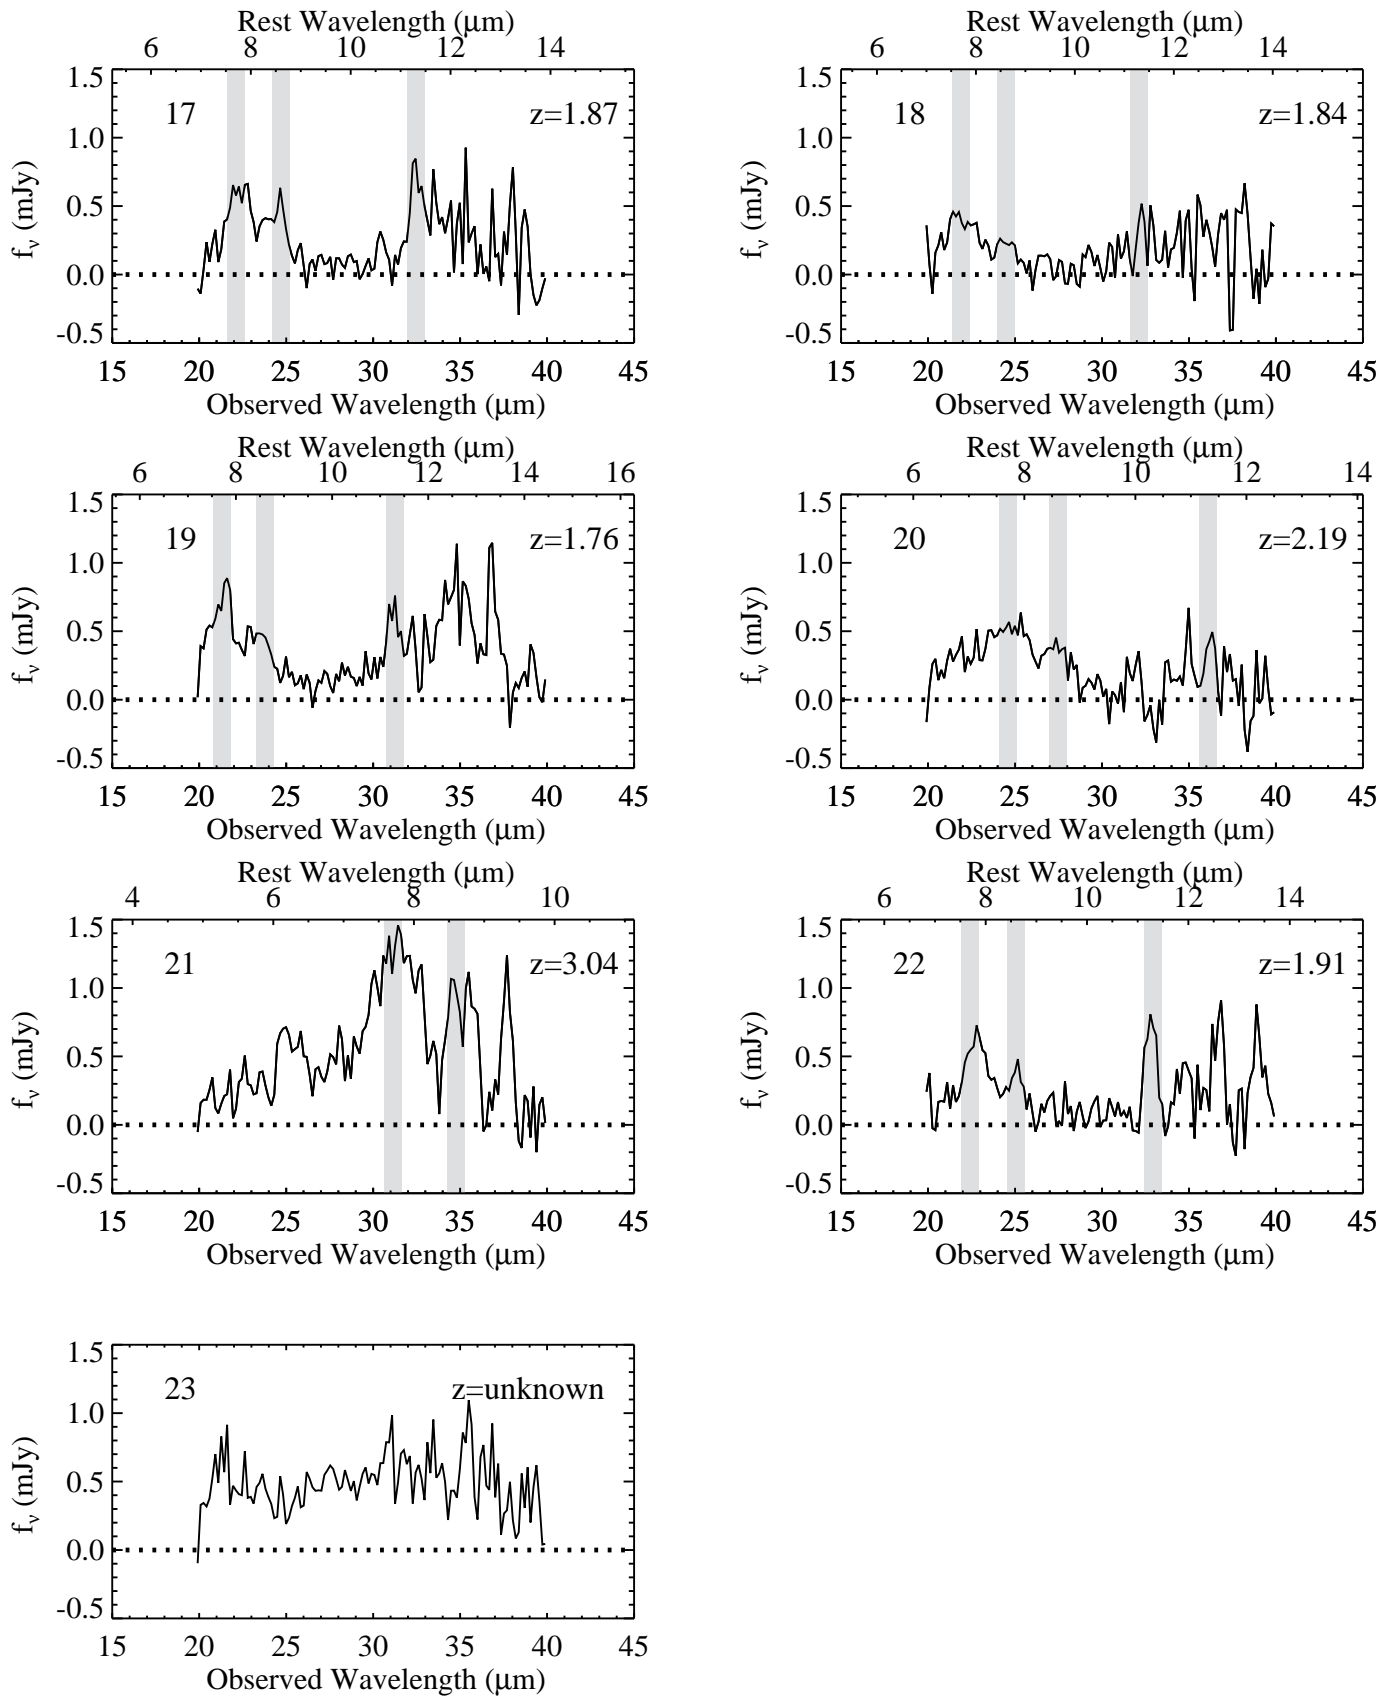 Rest Wavelength (μm)
6 8 10 12 14
1.5
1.0
0.5
0.0
-0.5
f_ν (mJy)
17 z=1.87
15 20 25 30 35 40 45
Observed Wavelength (μm)
Rest Wavelength (μm)
6 8 10 12 14
1.5
1.0
0.5
0.0
-0.5
f_ν (mJy)
18 z=1.84
15 20 25 30 35 40 45
Observed Wavelength (μm)
Rest Wavelength (μm)
6 8 10 12 14 16
1.5
1.0
0.5
0.0
-0.5
f_ν (mJy)
19 z=1.76
15 20 25 30 35 40 45
Observed Wavelength (μm)
Rest Wavelength (μm)
6 8 10 12 14
1.5
1.0
0.5
0.0
-0.5
f_ν (mJy)
20 z=2.19
15 20 25 30 35 40 45
Observed Wavelength (μm)
Rest Wavelength (μm)
4 6 8 10
1.5
1.0
0.5
0.0
-0.5
f_ν (mJy)
21 z=3.04
15 20 25 30 35 40 45
Observed Wavelength (μm)
Rest Wavelength (μm)
6 8 10 12 14
1.5
1.0
0.5
0.0
-0.5
f_ν (mJy)
22 z=1.91
15 20 25 30 35 40 45
Observed Wavelength (μm)
1.5
1.0
0.5
0.0
-0.5
f_ν (mJy)
23 z=unknown
15 20 25 30 35 40 45
Observed Wavelength (μm)